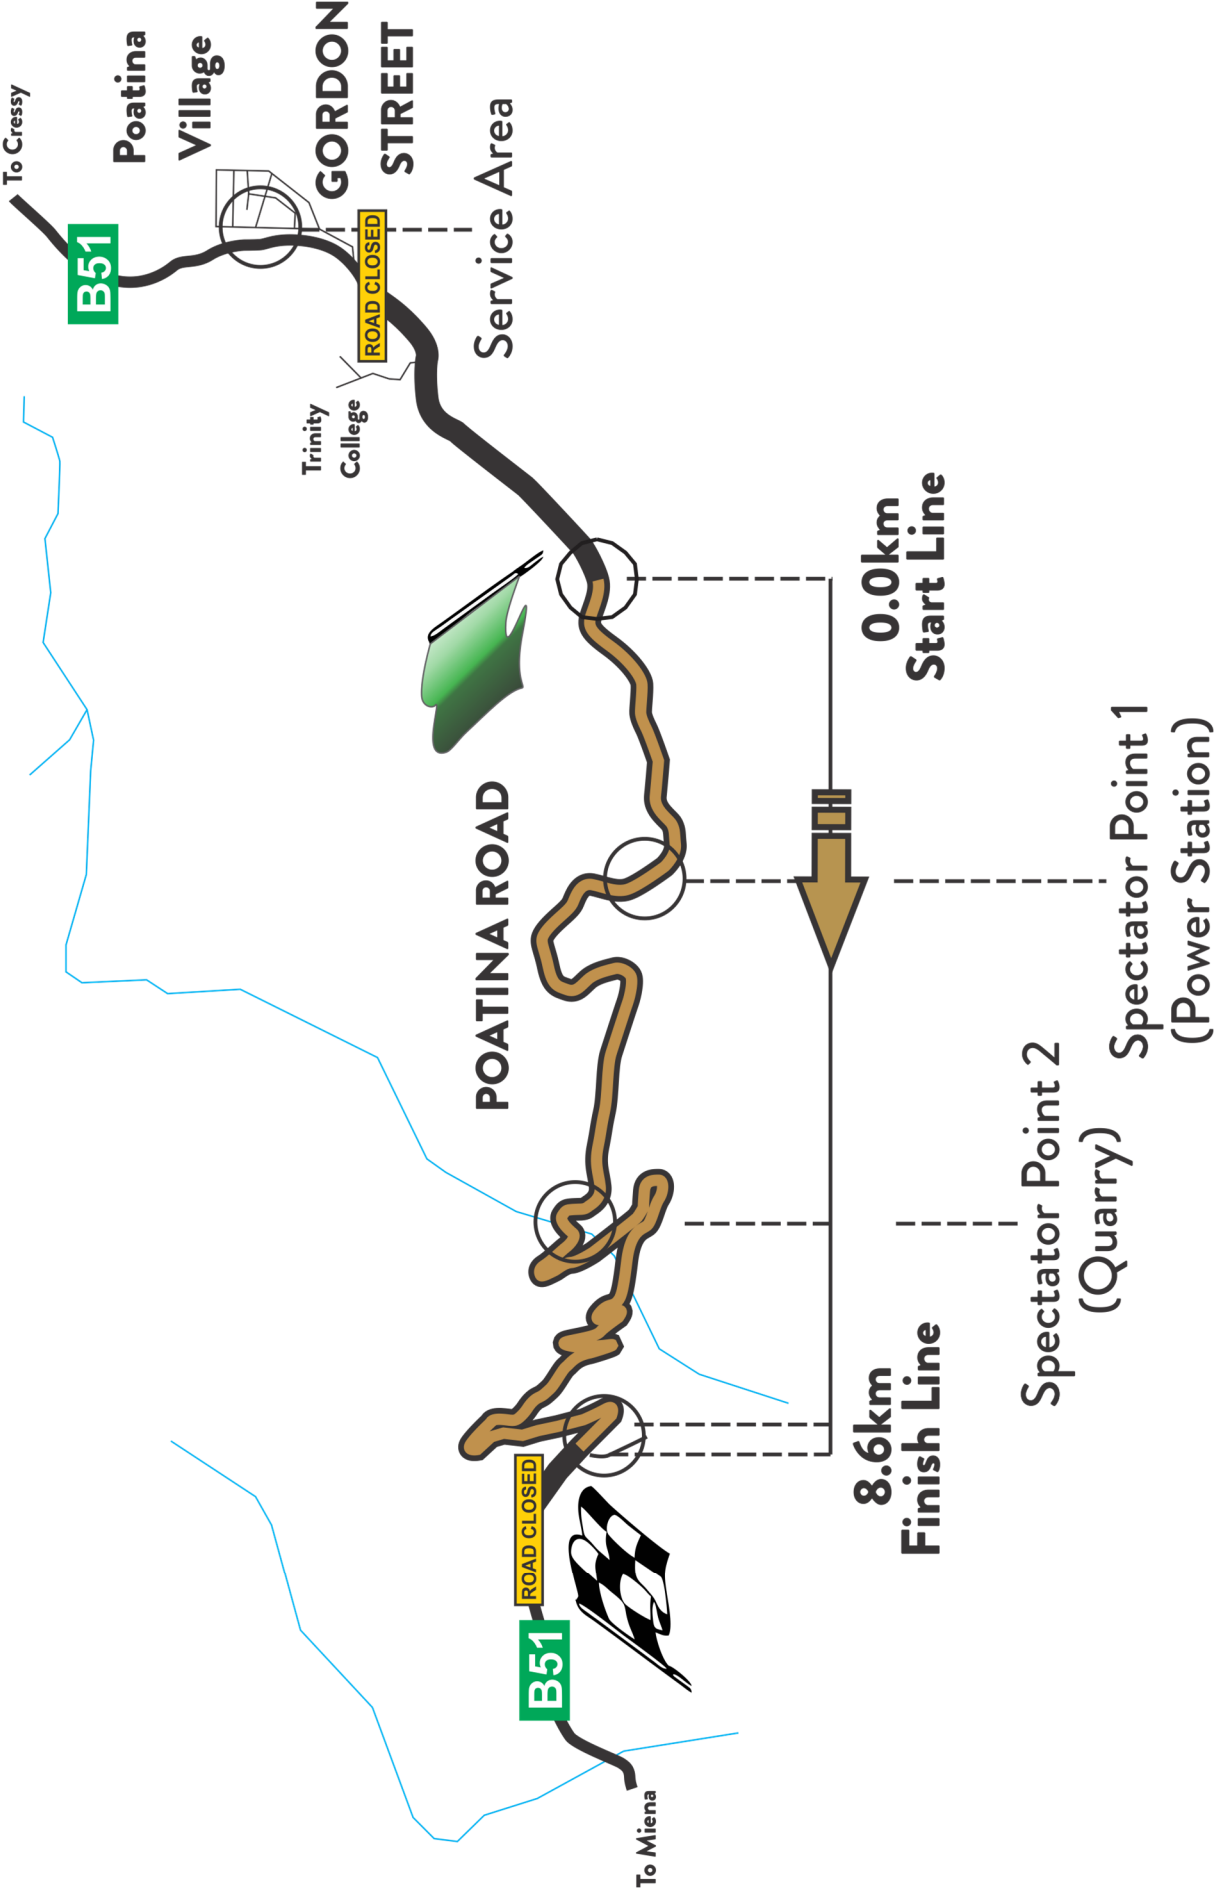 To Cressy
B51
Poatina
Village
GORDON
STREET
ROAD CLOSED
Service Area
Trinity
College
0.0km
Start Line
POATINA ROAD
Spectator Point 1
(Power Station)
Spectator Point 2
(Quarry)
8.6km
Finish Line
ROAD CLOSED
B51
To Miena